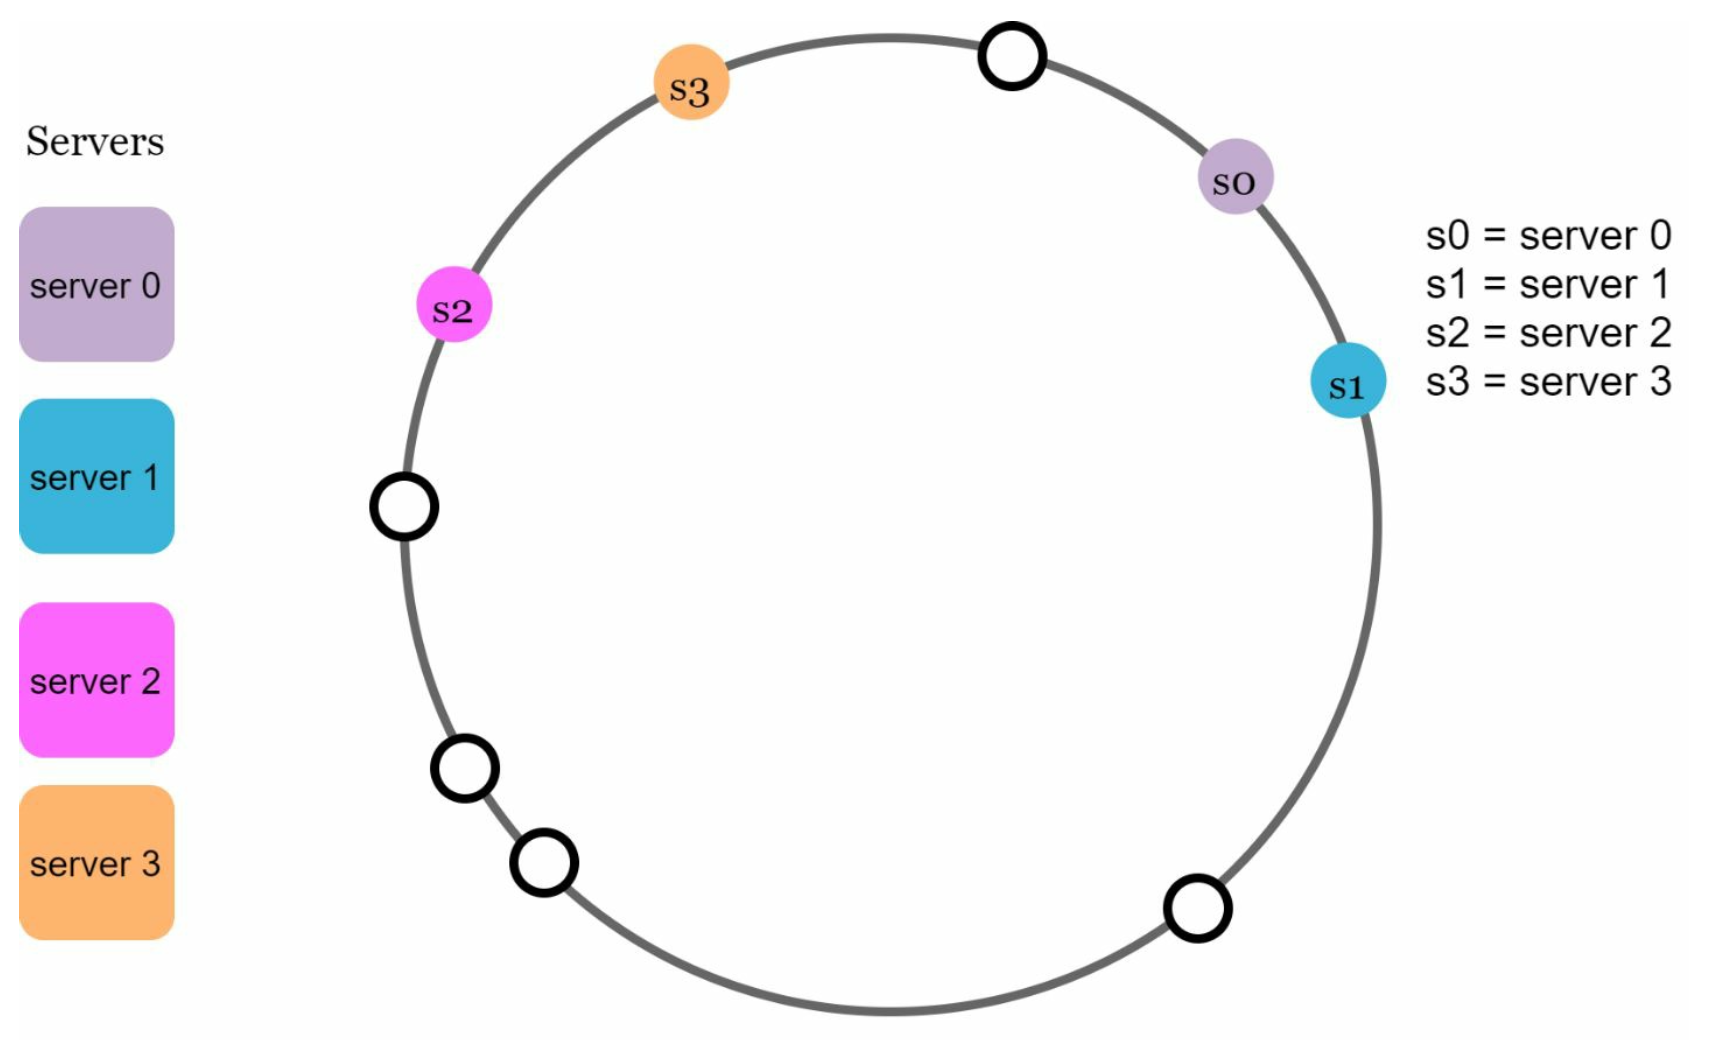 Servers
server 0
server 1
server 2
server 3
s3
s0
s2
s1
s0 = server 0
s1 = server 1
s2 = server 2
s3 = server 3